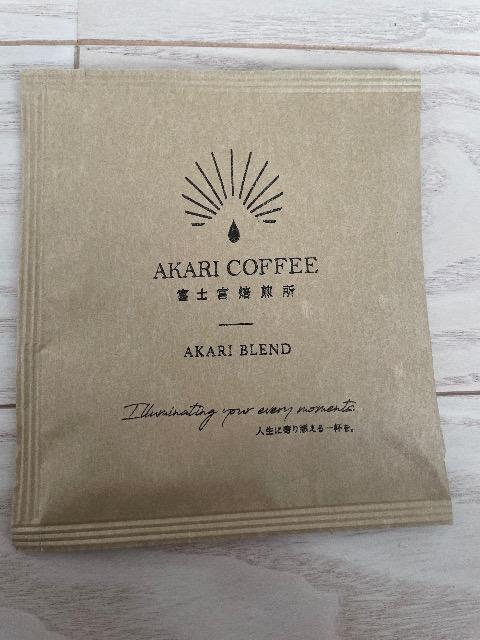 AKARI COFFEE
富士宮焙煎所
AKARI BLEND
Illuminating your every moments.
人生に寄り添える一杯を。